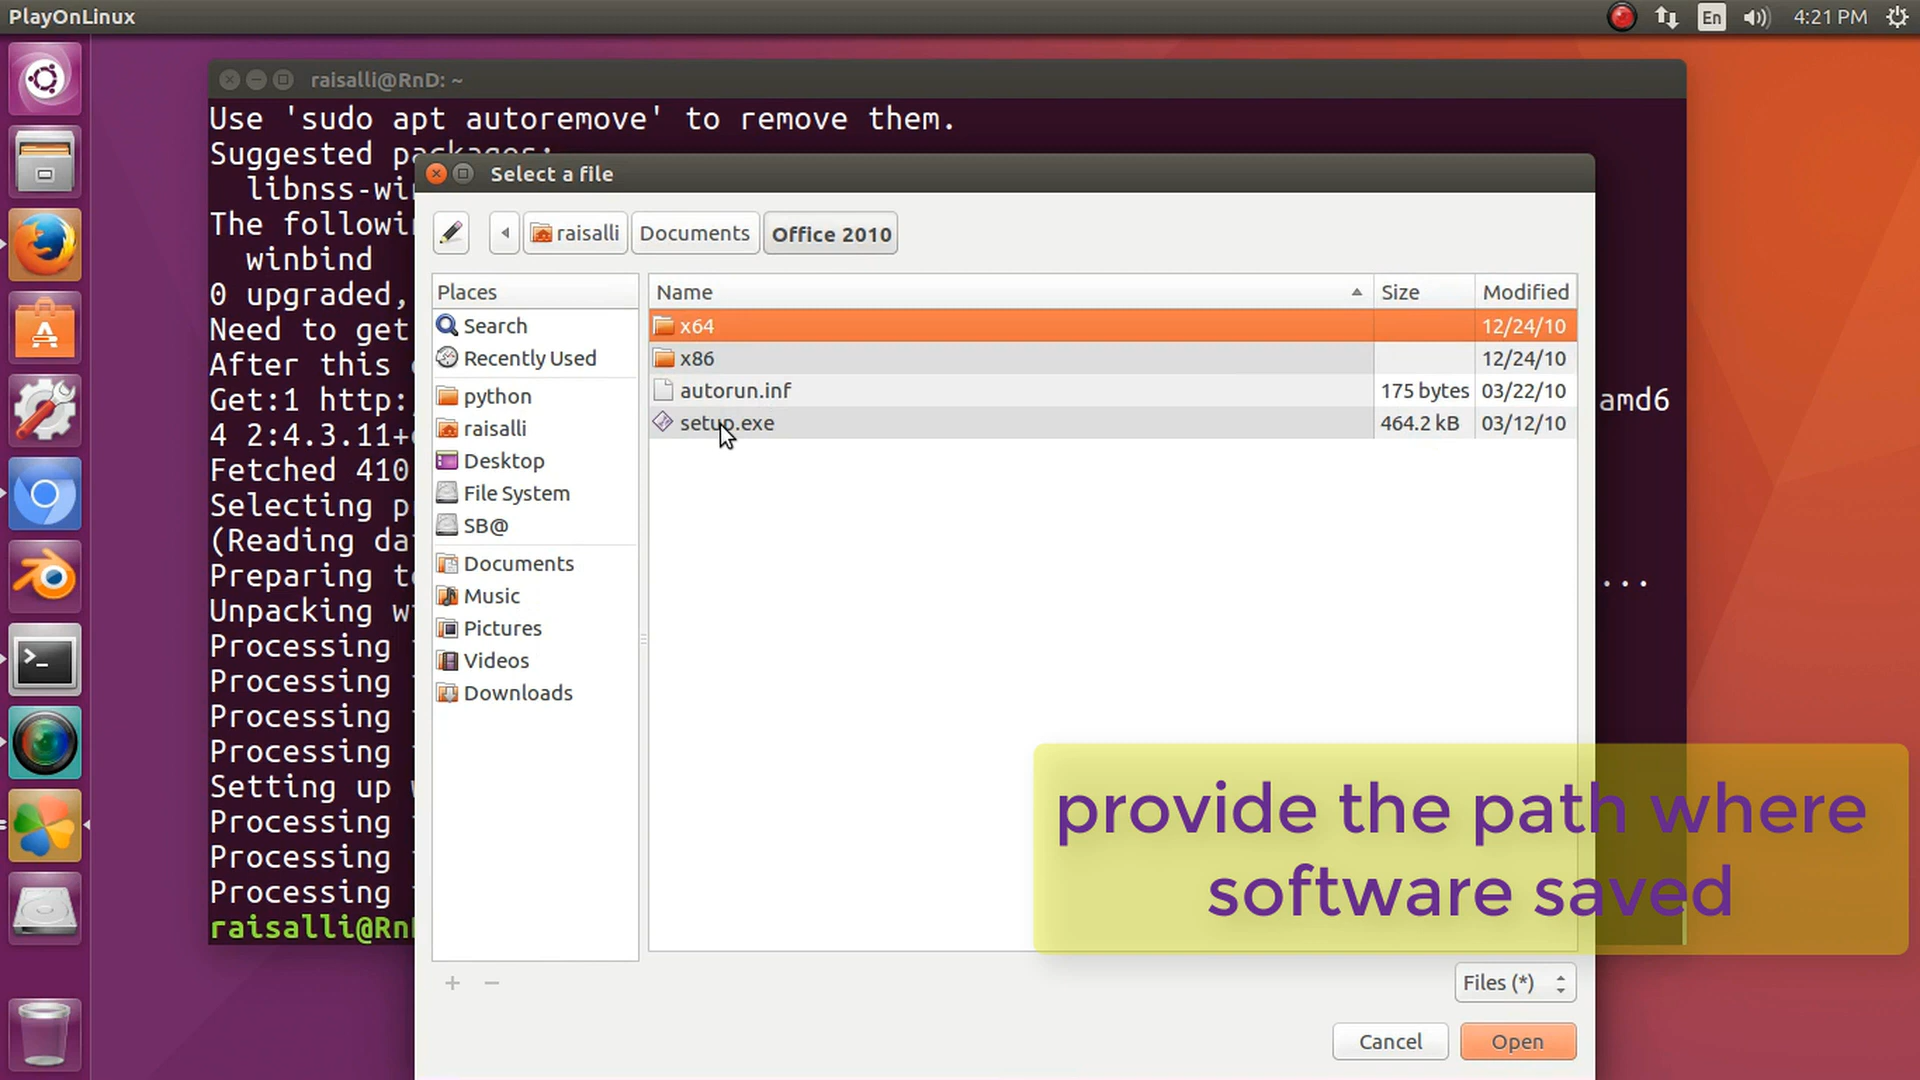 PlayOnLinux
En
4:21 PM
raisalli@RnD: ~
Use 'sudo apt autoremove' to remove them.
Suggested packages:
libnss-win
The followin
winbind
0 upgraded,
Need to get
After this
Get:1 http:
amd6
4 2:4.3.11+
Fetched 410
Selecting p
(Reading da
Preparing t
...
Unpacking w
Processing
Processing
Processing
Processing
Setting up
Processing
Processing
Processing
raisalli@Rn
Select a file
raisalli
Documents
Office 2010
Places
Search
Recently Used
python
raisalli
Desktop
File System
SB@
Documents
Music
Pictures
Videos
Downloads
Name Size Modified
x64 12/24/10
x86 12/24/10
autorun.inf 175 bytes 03/22/10
setup.exe 464.2 kB 03/12/10
provide the path where
software saved
Files (*)
Cancel
Open